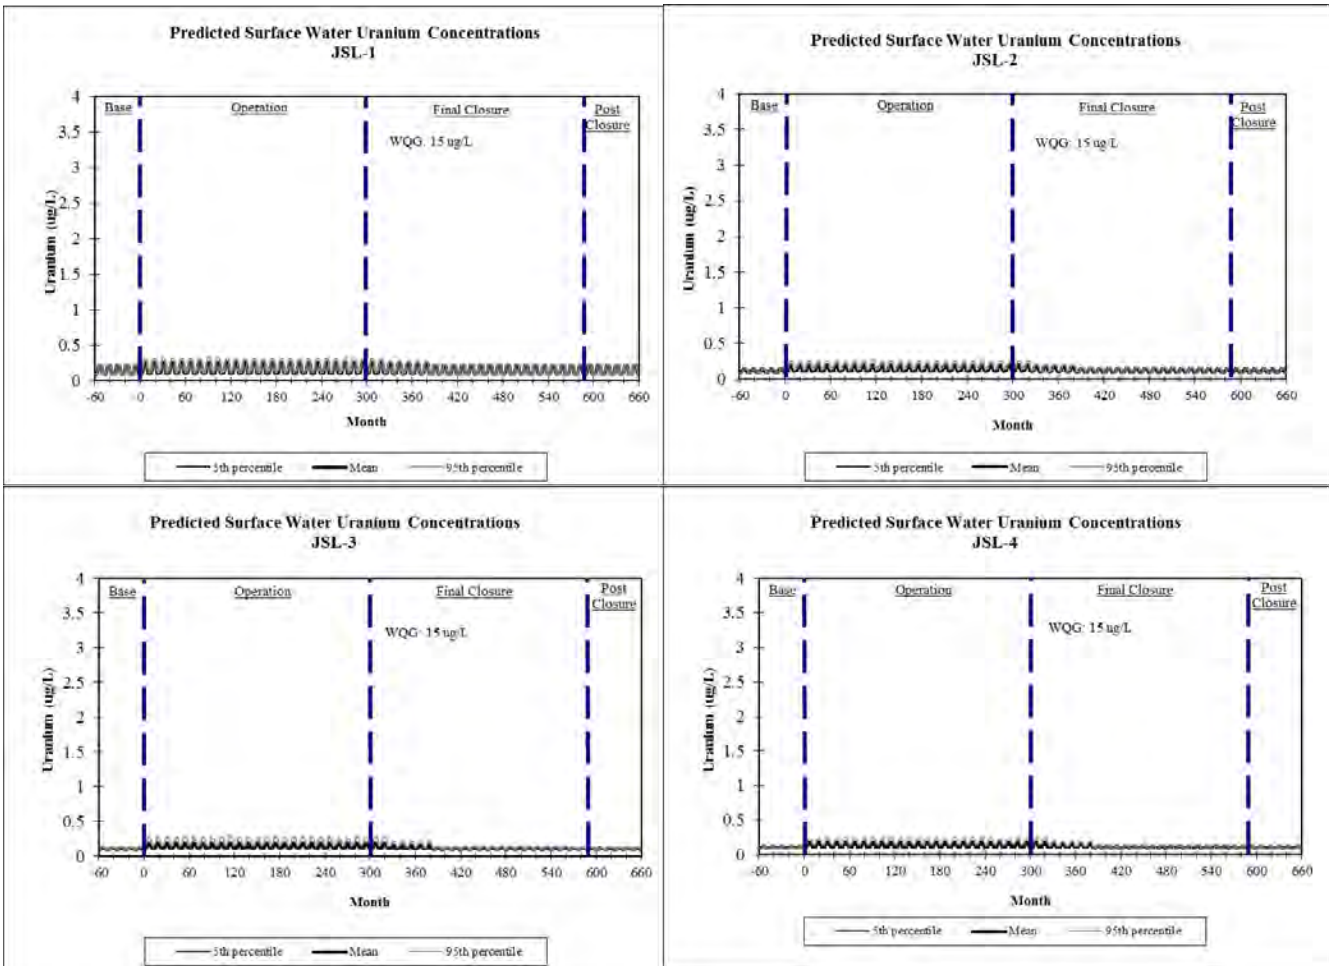 Predicted Surface Water Uranium Concentrations
JSL-1
Base
Operation
Final Closure
Post
Closure
WQG: 15 ug/L
Uranium (ug/L)
4
3.5
3
2.5
2
1.5
1
0.5
0
-60 0 60 120 180 240 300 360 420 480 540 600 660
Month
5th percentile Mean 95th percentile
Predicted Surface Water Uranium Concentrations
JSL-2
Base
Operation
Final Closure
Post
Closure
WQG: 15 ug/L
Uranium (ug/L)
4
3.5
3
2.5
2
1.5
1
0.5
0
-60 0 60 120 180 240 300 360 420 480 540 600 660
Month
5th percentile Mean 95th percentile
Predicted Surface Water Uranium Concentrations
JSL-3
Base
Operation
Final Closure
Post
Closure
WQG: 15 ug/L
Uranium (ug/L)
4
3.5
3
2.5
2
1.5
1
0.5
0
-60 0 60 120 180 240 300 360 420 480 540 600 660
Month
5th percentile Mean 95th percentile
Predicted Surface Water Uranium Concentrations
JSL-4
Base
Operation
Final Closure
Post
Closure
WQG: 15 ug/L
Uranium (ug/L)
4
3.5
3
2.5
2
1.5
1
0.5
0
-60 0 60 120 180 240 300 360 420 480 540 600 660
Month
5th percentile Mean 95th percentile